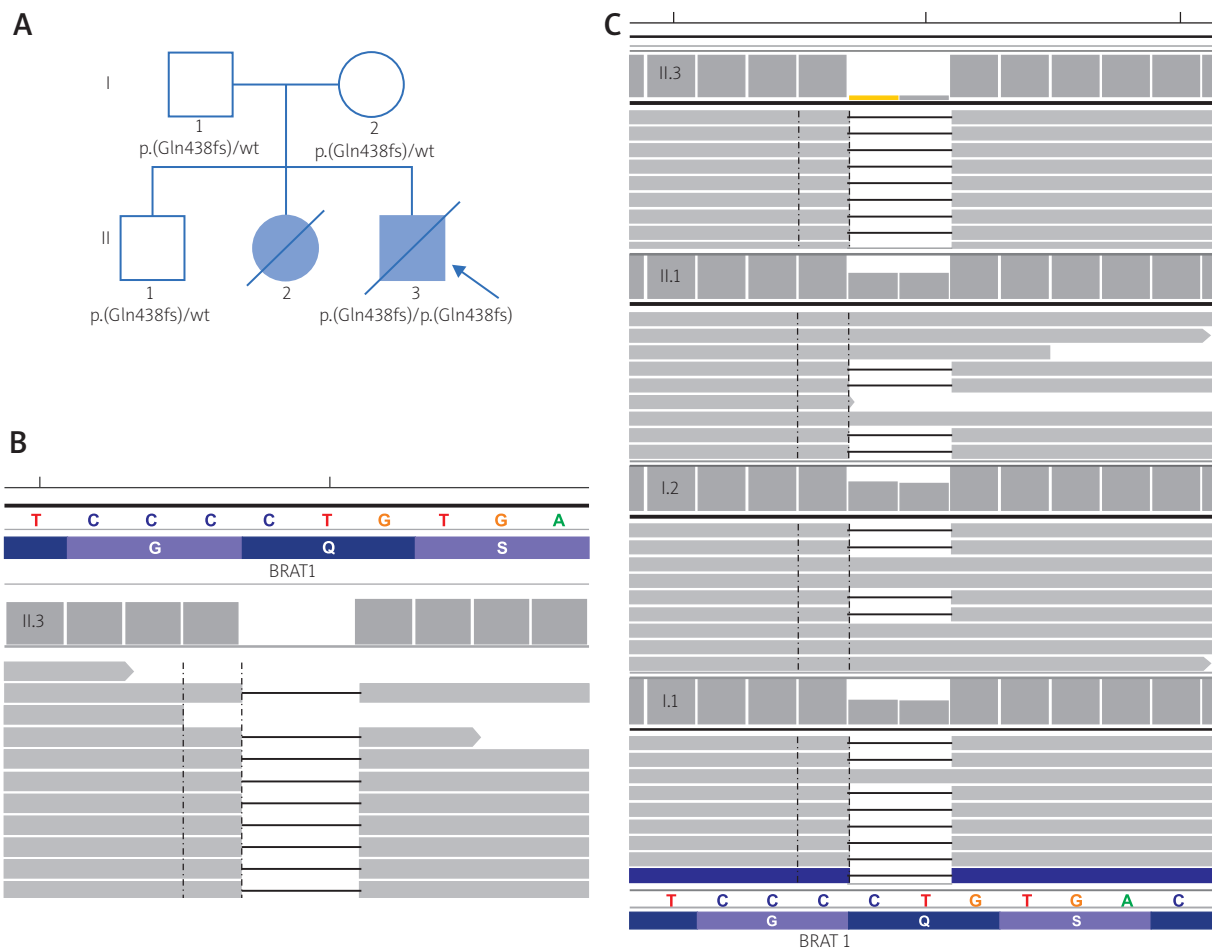 A
I
1
2
p.(Gln438fs)/wt
p.(Gln438fs)/wt
II
1
2
3
p.(Gln438fs)/wt
p.(Gln438fs)/p.(Gln438fs)
B
T C C C C T G T G A
G Q S
BRAT1
II.3
C
II.3
II.1
I.2
I.1
T C C C C T G T G A C
G Q S
BRAT 1